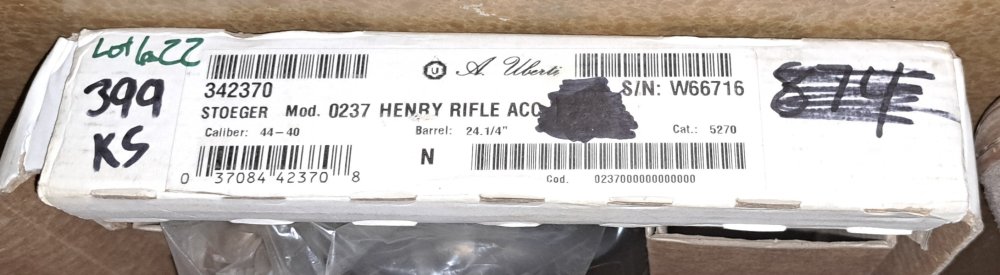 Lot 622
399
KS
342370
U A. Uberti
S/N: W66716
STOEGER Mod. 0237 HENRY RIFLE ACC
Caliber: 44-40 Barrel: 24.1/4" Cat.: 5270
N
0 37084 42370 8
Cod. 0237000000000000
874